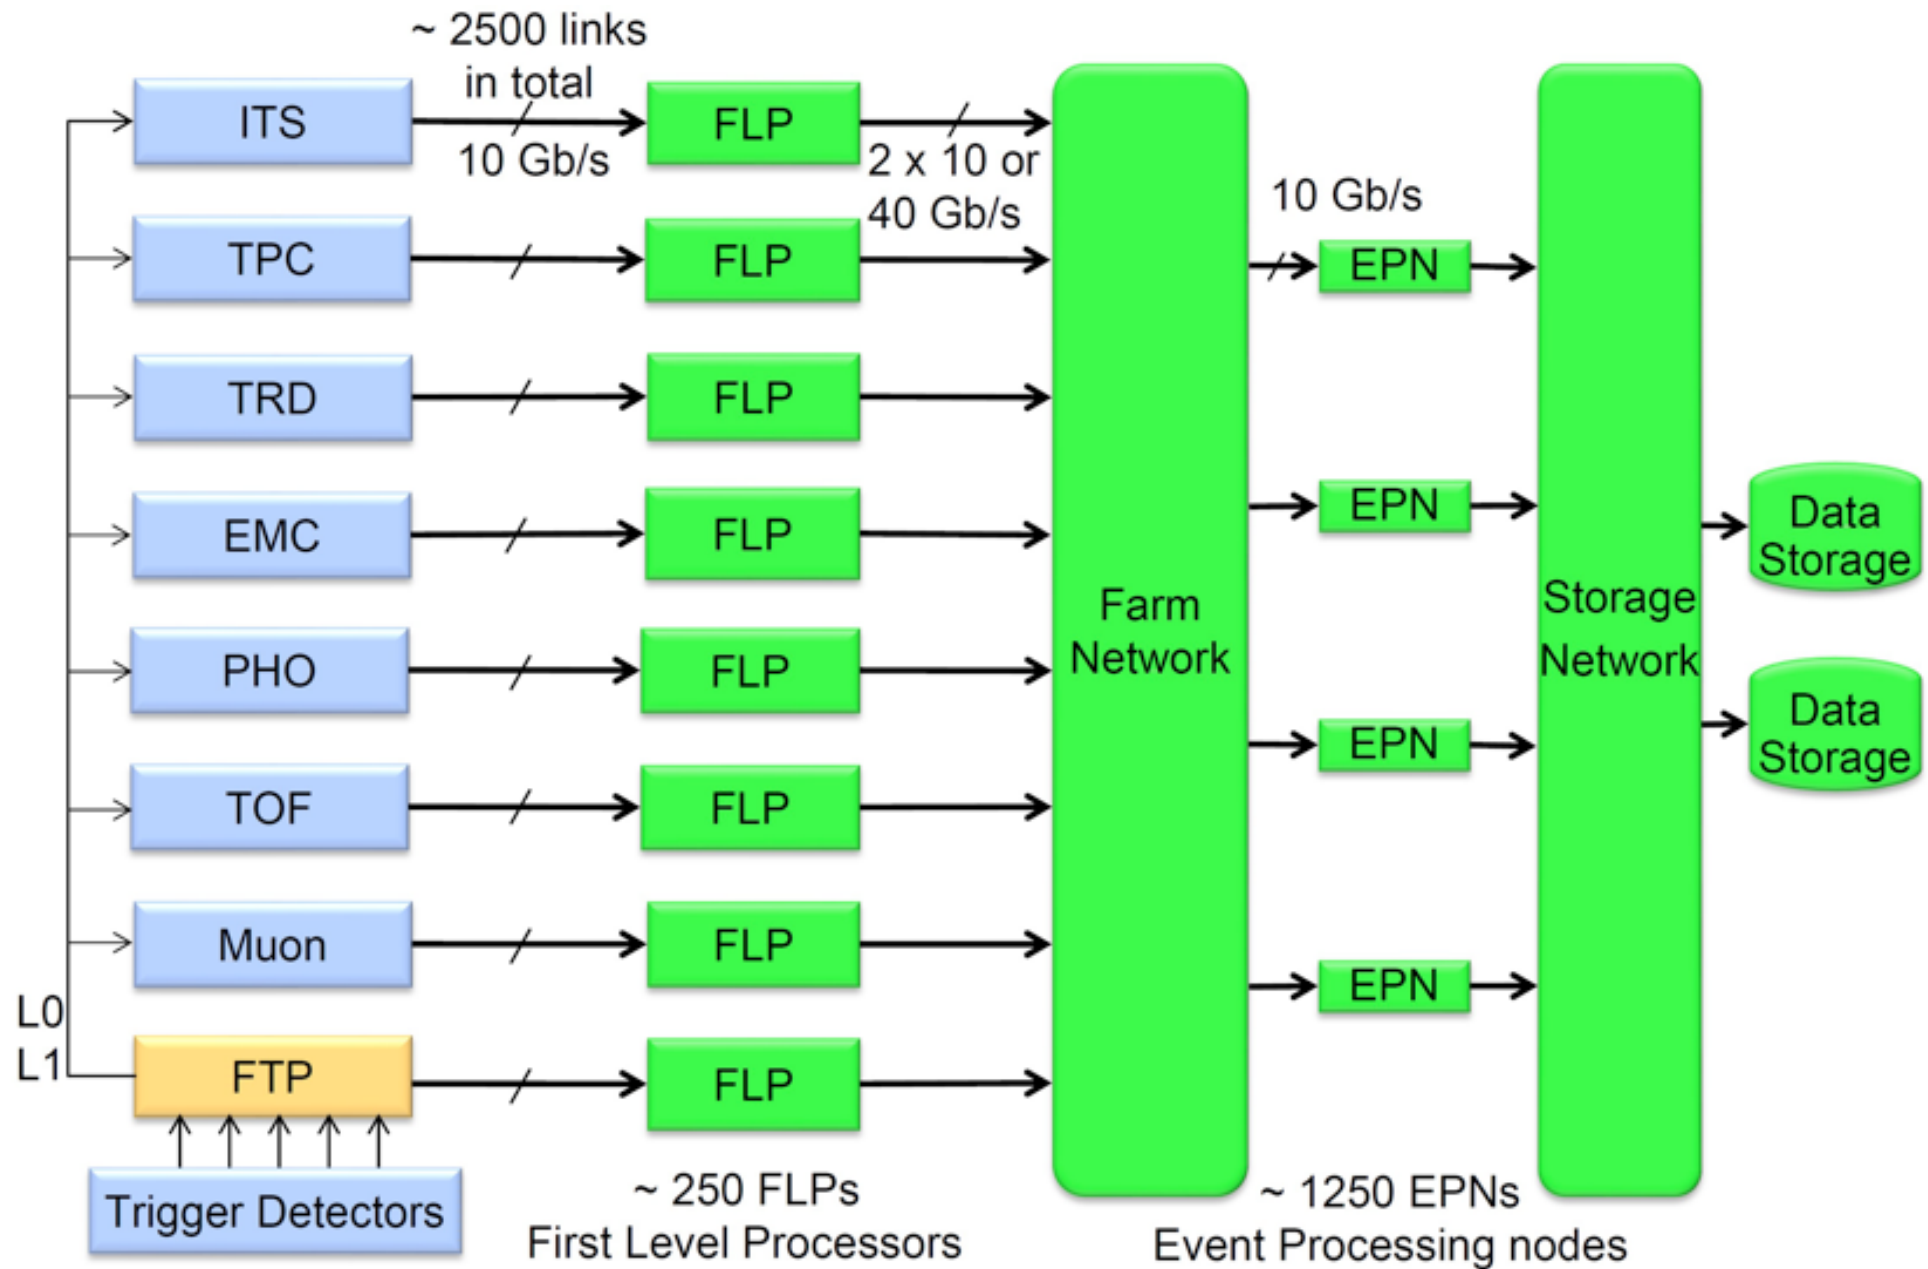 ~ 2500 links
in total
ITS
FLP
10 Gb/s
2 x 10 or
40 Gb/s
10 Gb/s
TPC
FLP
EPN
TRD
FLP
EMC
FLP
EPN
Data
Storage
Farm
Network
Storage
Network
PHO
FLP
EPN
Data
Storage
TOF
FLP
Muon
FLP
EPN
L0
L1
FTP
FLP
Trigger Detectors
~ 250 FLPs
First Level Processors
~ 1250 EPNs
Event Processing nodes